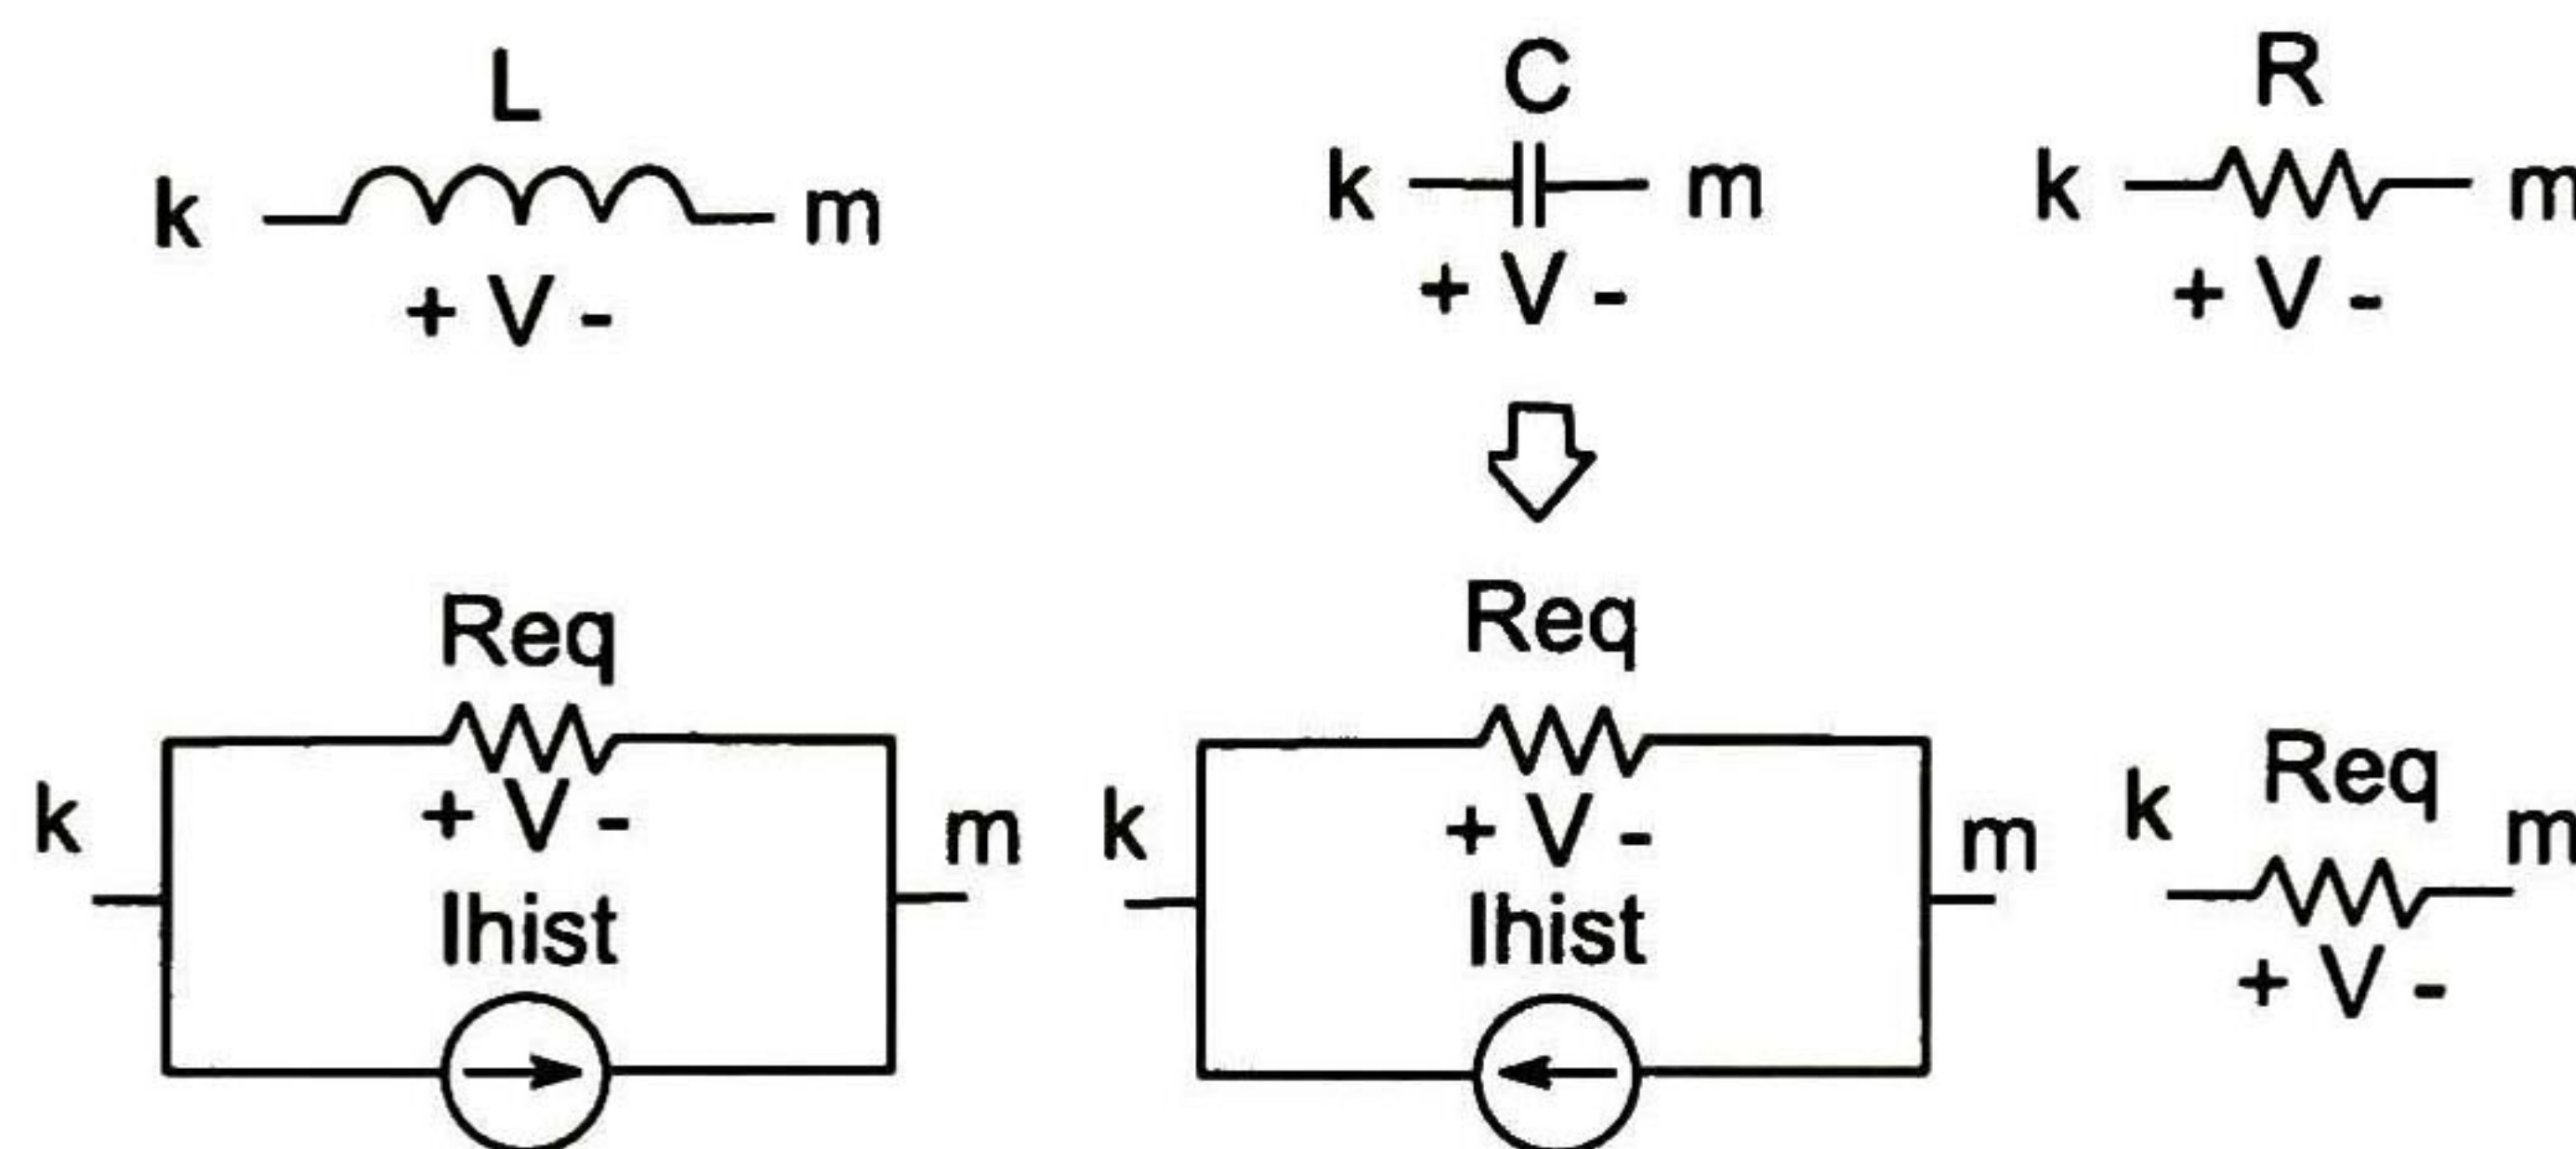 L
C
R
k m
k m
k m
+ V -
+ V -
+ V -
Req
Req
Req
k m
k m
k m
+ V -
+ V -
+ V -
Ihist
Ihist